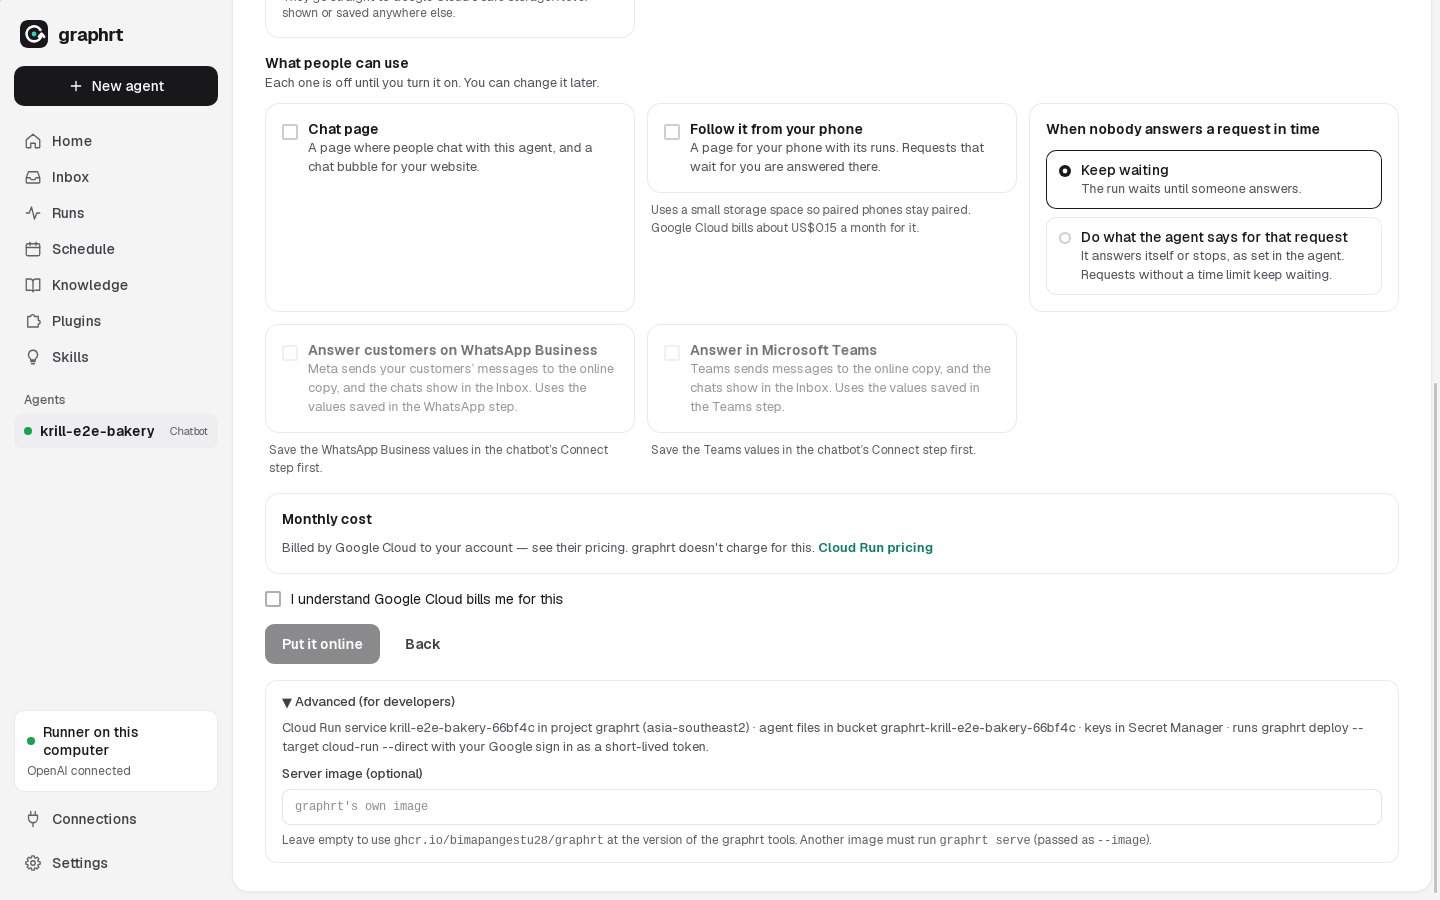 graphrt
New agent
Home
Inbox
Runs
Schedule
Knowledge
Plugins
Skills
Agents
krill-e2e-bakery Chatbot
Runner on this
computer
OpenAI connected
Connections
Settings
shown or saved anywhere else.
What people can use
Each one is off until you turn it on. You can change it later.
Chat page
A page where people chat with this agent, and a
chat bubble for your website.
Follow it from your phone
A page for your phone with its runs. Requests that
wait for you are answered there.
Uses a small storage space so paired phones stay paired.
Google Cloud bills about US$0.15 a month for it.
When nobody answers a request in time
Keep waiting
The run waits until someone answers.
Do what the agent says for that request
It answers itself or stops, as set in the agent.
Requests without a time limit keep waiting.
Answer customers on WhatsApp Business
Meta sends your customers’ messages to the online
copy, and the chats show in the Inbox. Uses the
values saved in the WhatsApp step.
Save the WhatsApp Business values in the chatbot’s Connect
step first.
Answer in Microsoft Teams
Teams sends messages to the online copy, and the
chats show in the Inbox. Uses the values saved in
the Teams step.
Save the Teams values in the chatbot’s Connect step first.
Monthly cost
Billed by Google Cloud to your account — see their pricing. graphrt doesn’t charge for this. Cloud Run pricing
I understand Google Cloud bills me for this
Put it online
Back
▼ Advanced (for developers)
Cloud Run service krill-e2e-bakery-66bf4c in project graphrt (asia-southeast2) · agent files in bucket graphrt-krill-e2e-bakery-66bf4c · keys in Secret Manager · runs graphrt deploy --
target cloud-run --direct with your Google sign in as a short-lived token.
Server image (optional)
graphrt's own image
Leave empty to use ghcr.io/bimapangestu28/graphrt at the version of the graphrt tools. Another image must run graphrt serve (passed as --image).